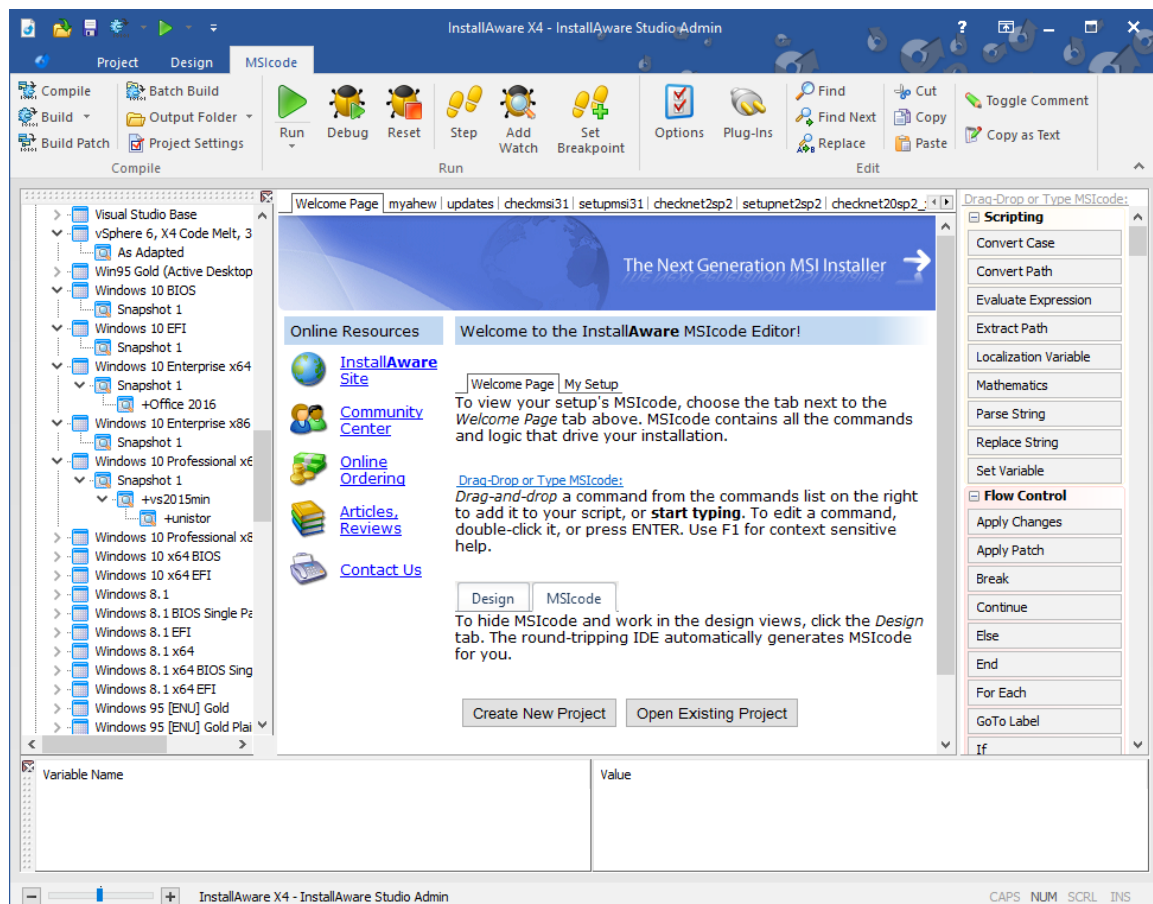 InstallAware X4 - InstallAware Studio Admin
Project Design MSIcode
Compile Batch Build
Build Output Folder
Build Patch Project Settings
Compile
Run Debug Reset Step Add Watch Set Breakpoint
Run
Options Plug-Ins
Find Cut
Find Next Copy
Replace Paste
Edit
Toggle Comment
Copy as Text
Visual Studio Base
vSphere 6, X4 Code Melt, 3
As Adapted
Win95 Gold (Active Desktop
Windows 10 BIOS
Snapshot 1
Windows 10 EFI
Snapshot 1
Windows 10 Enterprise x64
Snapshot 1
+Office 2016
Windows 10 Enterprise x86
Snapshot 1
Windows 10 Professional x6
Snapshot 1
+vs2015min
+unistor
Windows 10 Professional x8
Windows 10 x64 BIOS
Windows 10 x64 EFI
Windows 8.1
Windows 8.1 BIOS Single Pa
Windows 8.1 EFI
Windows 8.1 x64
Windows 8.1 x64 BIOS Sing
Windows 8.1 x64 EFI
Windows 95 [ENU] Gold
Windows 95 [ENU] Gold Plai
Welcome Page myahew updates checkmsi31 setupmsi31 checknet2sp2 setupnet2sp2 checknet20sp2_
The Next Generation MSI Installer
Online Resources
InstallAware
Site
Community
Center
Online
Ordering
Articles,
Reviews
Contact Us
Welcome to the InstallAware MSIcode Editor!
Welcome Page My Setup
To view your setup's MSIcode, choose the tab next to the
Welcome Page tab above. MSIcode contains all the commands
and logic that drive your installation.
Drag-Drop or Type MSIcode:
Drag-and-drop a command from the commands list on the right
to add it to your script, or start typing. To edit a command,
double-click it, or press ENTER. Use F1 for context sensitive
help.
Design MSIcode
To hide MSIcode and work in the design views, click the Design
tab. The round-tripping IDE automatically generates MSIcode
for you.
Create New Project Open Existing Project
Drag-Drop or Type MSIcode:
Scripting
Convert Case
Convert Path
Evaluate Expression
Extract Path
Localization Variable
Mathematics
Parse String
Replace String
Set Variable
Flow Control
Apply Changes
Apply Patch
Break
Continue
Else
End
For Each
GoTo Label
If
Variable Name Value
InstallAware X4 - InstallAware Studio Admin
CAPS NUM SCRL INS